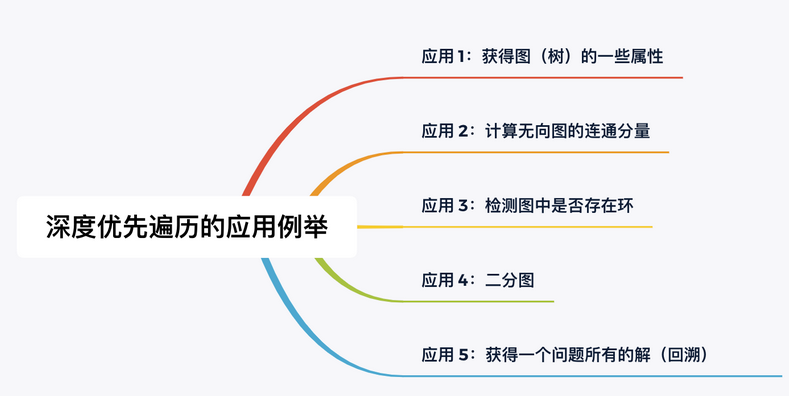 应用 1：获得图（树）的一些属性
应用 2：计算无向图的连通分量
应用 3：检测图中是否存在环
深度优先遍历的应用例举
应用 4：二分图
应用 5：获得一个问题所有的解（回溯）